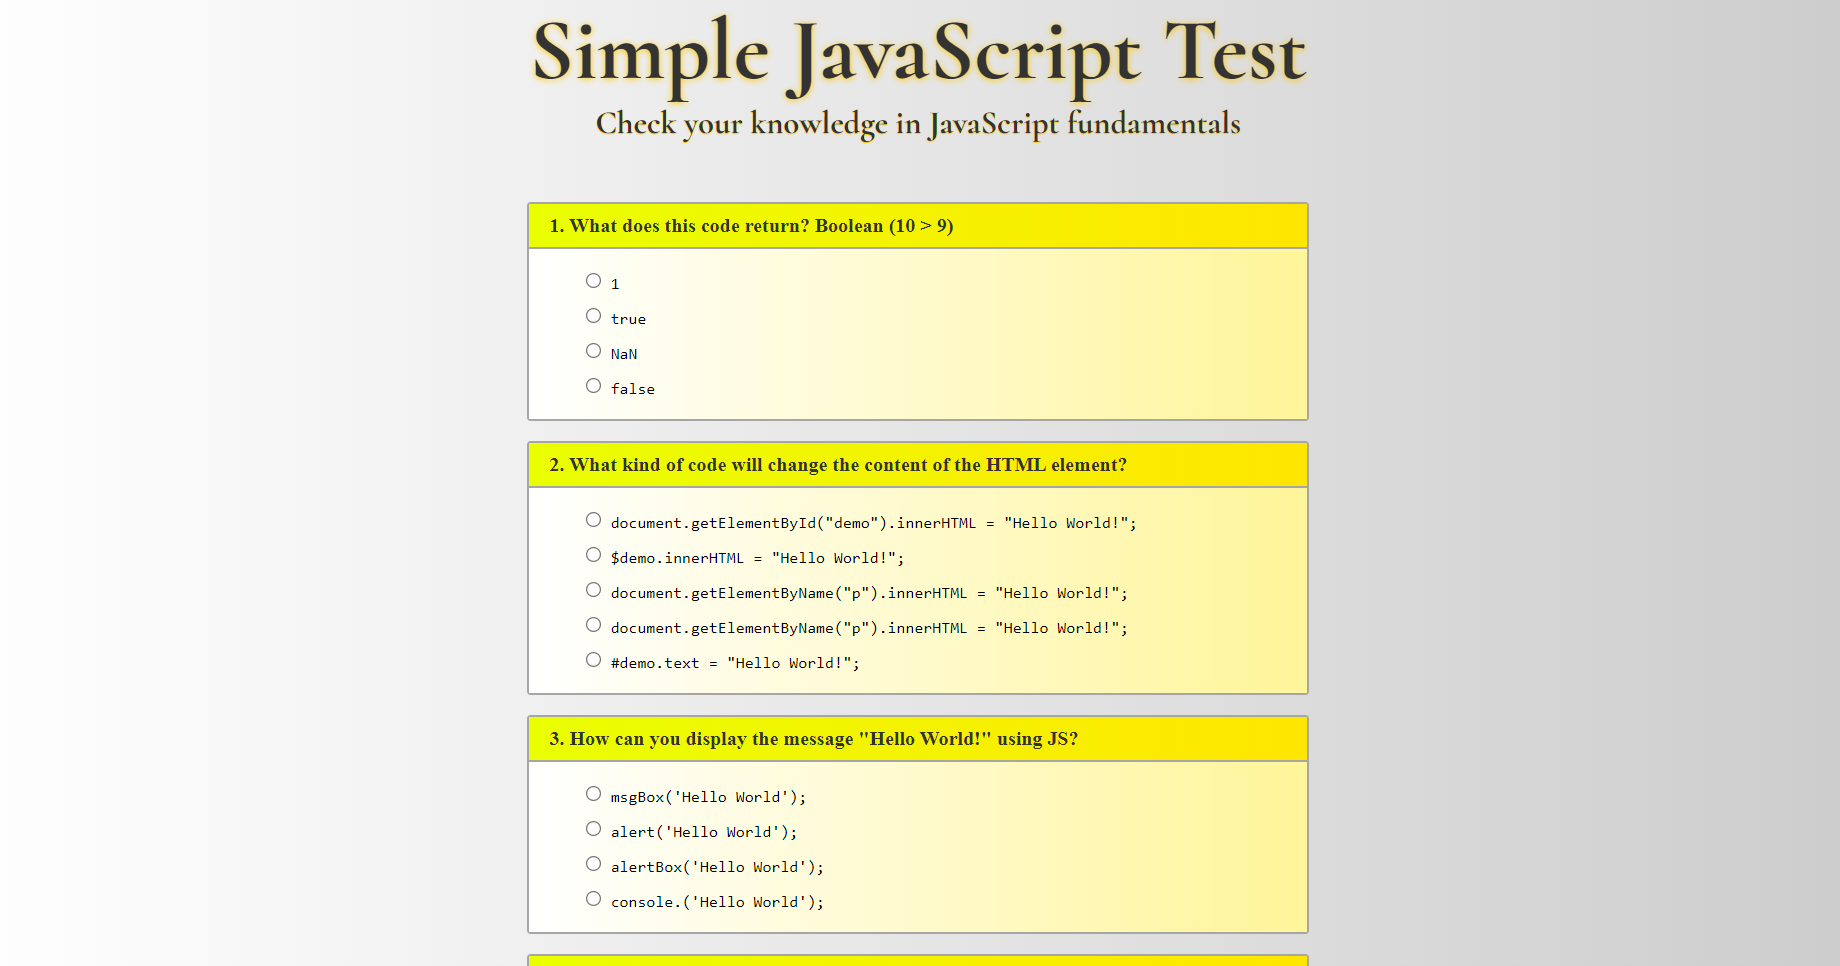 Simple JavaScript Test
Check your knowledge in JavaScript fundamentals
1. What does this code return? Boolean (10 > 9)
1
true
NaN
false
2. What kind of code will change the content of the HTML element?
document.getElementById("demo").innerHTML = "Hello World!";
$demo.innerHTML = "Hello World!";
document.getElementByName("p").innerHTML = "Hello World!";
document.getElementByName("p").innerHTML = "Hello World!";
#demo.text = "Hello World!";
3. How can you display the message "Hello World!" using JS?
msgBox('Hello World');
alert('Hello World');
alertBox('Hello World');
console.('Hello World');